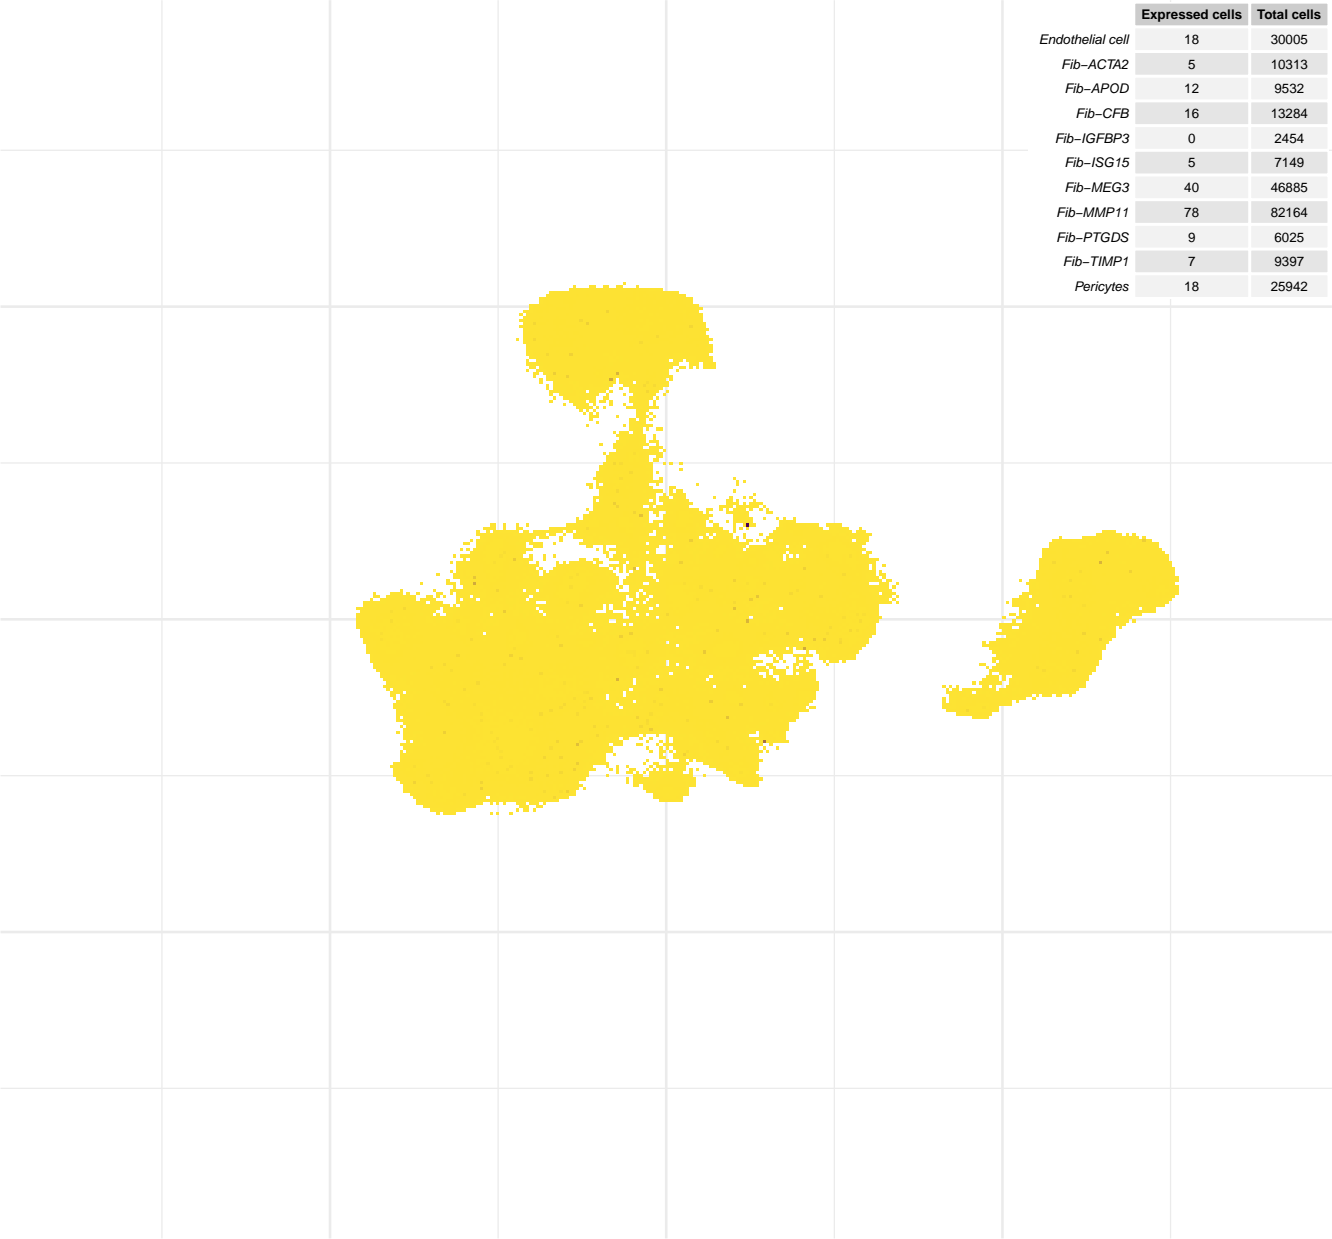 Expressed cells Total cells
Endothelial cell 18 30005
Fib−ACTA2 5 10313
Fib−APOD 12 9532
Fib−CFB 16 13284
Fib−IGFBP3 0 2454
Fib−ISG15 5 7149
Fib−MEG3 40 46885
Fib−MMP11 78 82164
Fib−PTGDS 9 6025
Fib−TIMP1 7 9397
Pericytes 18 25942